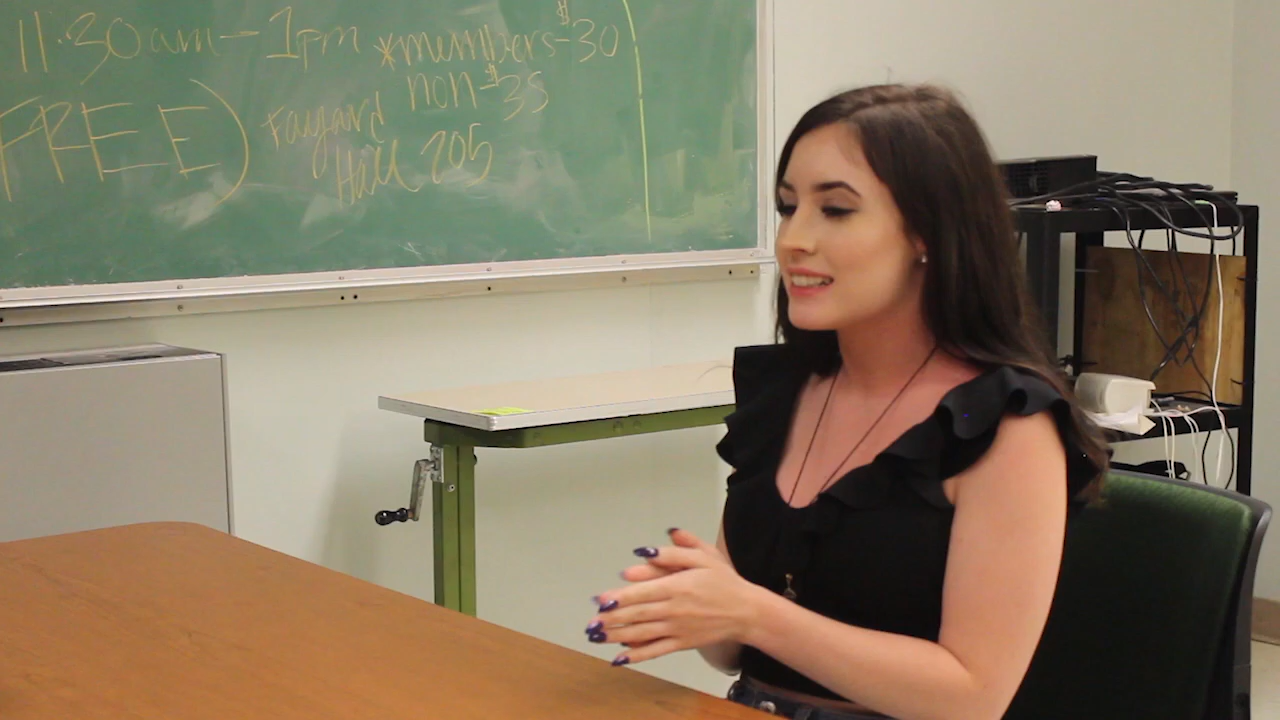 11:30am - 1pm
FREE)
*members-$30
non-$35
Fayard
Hall 205